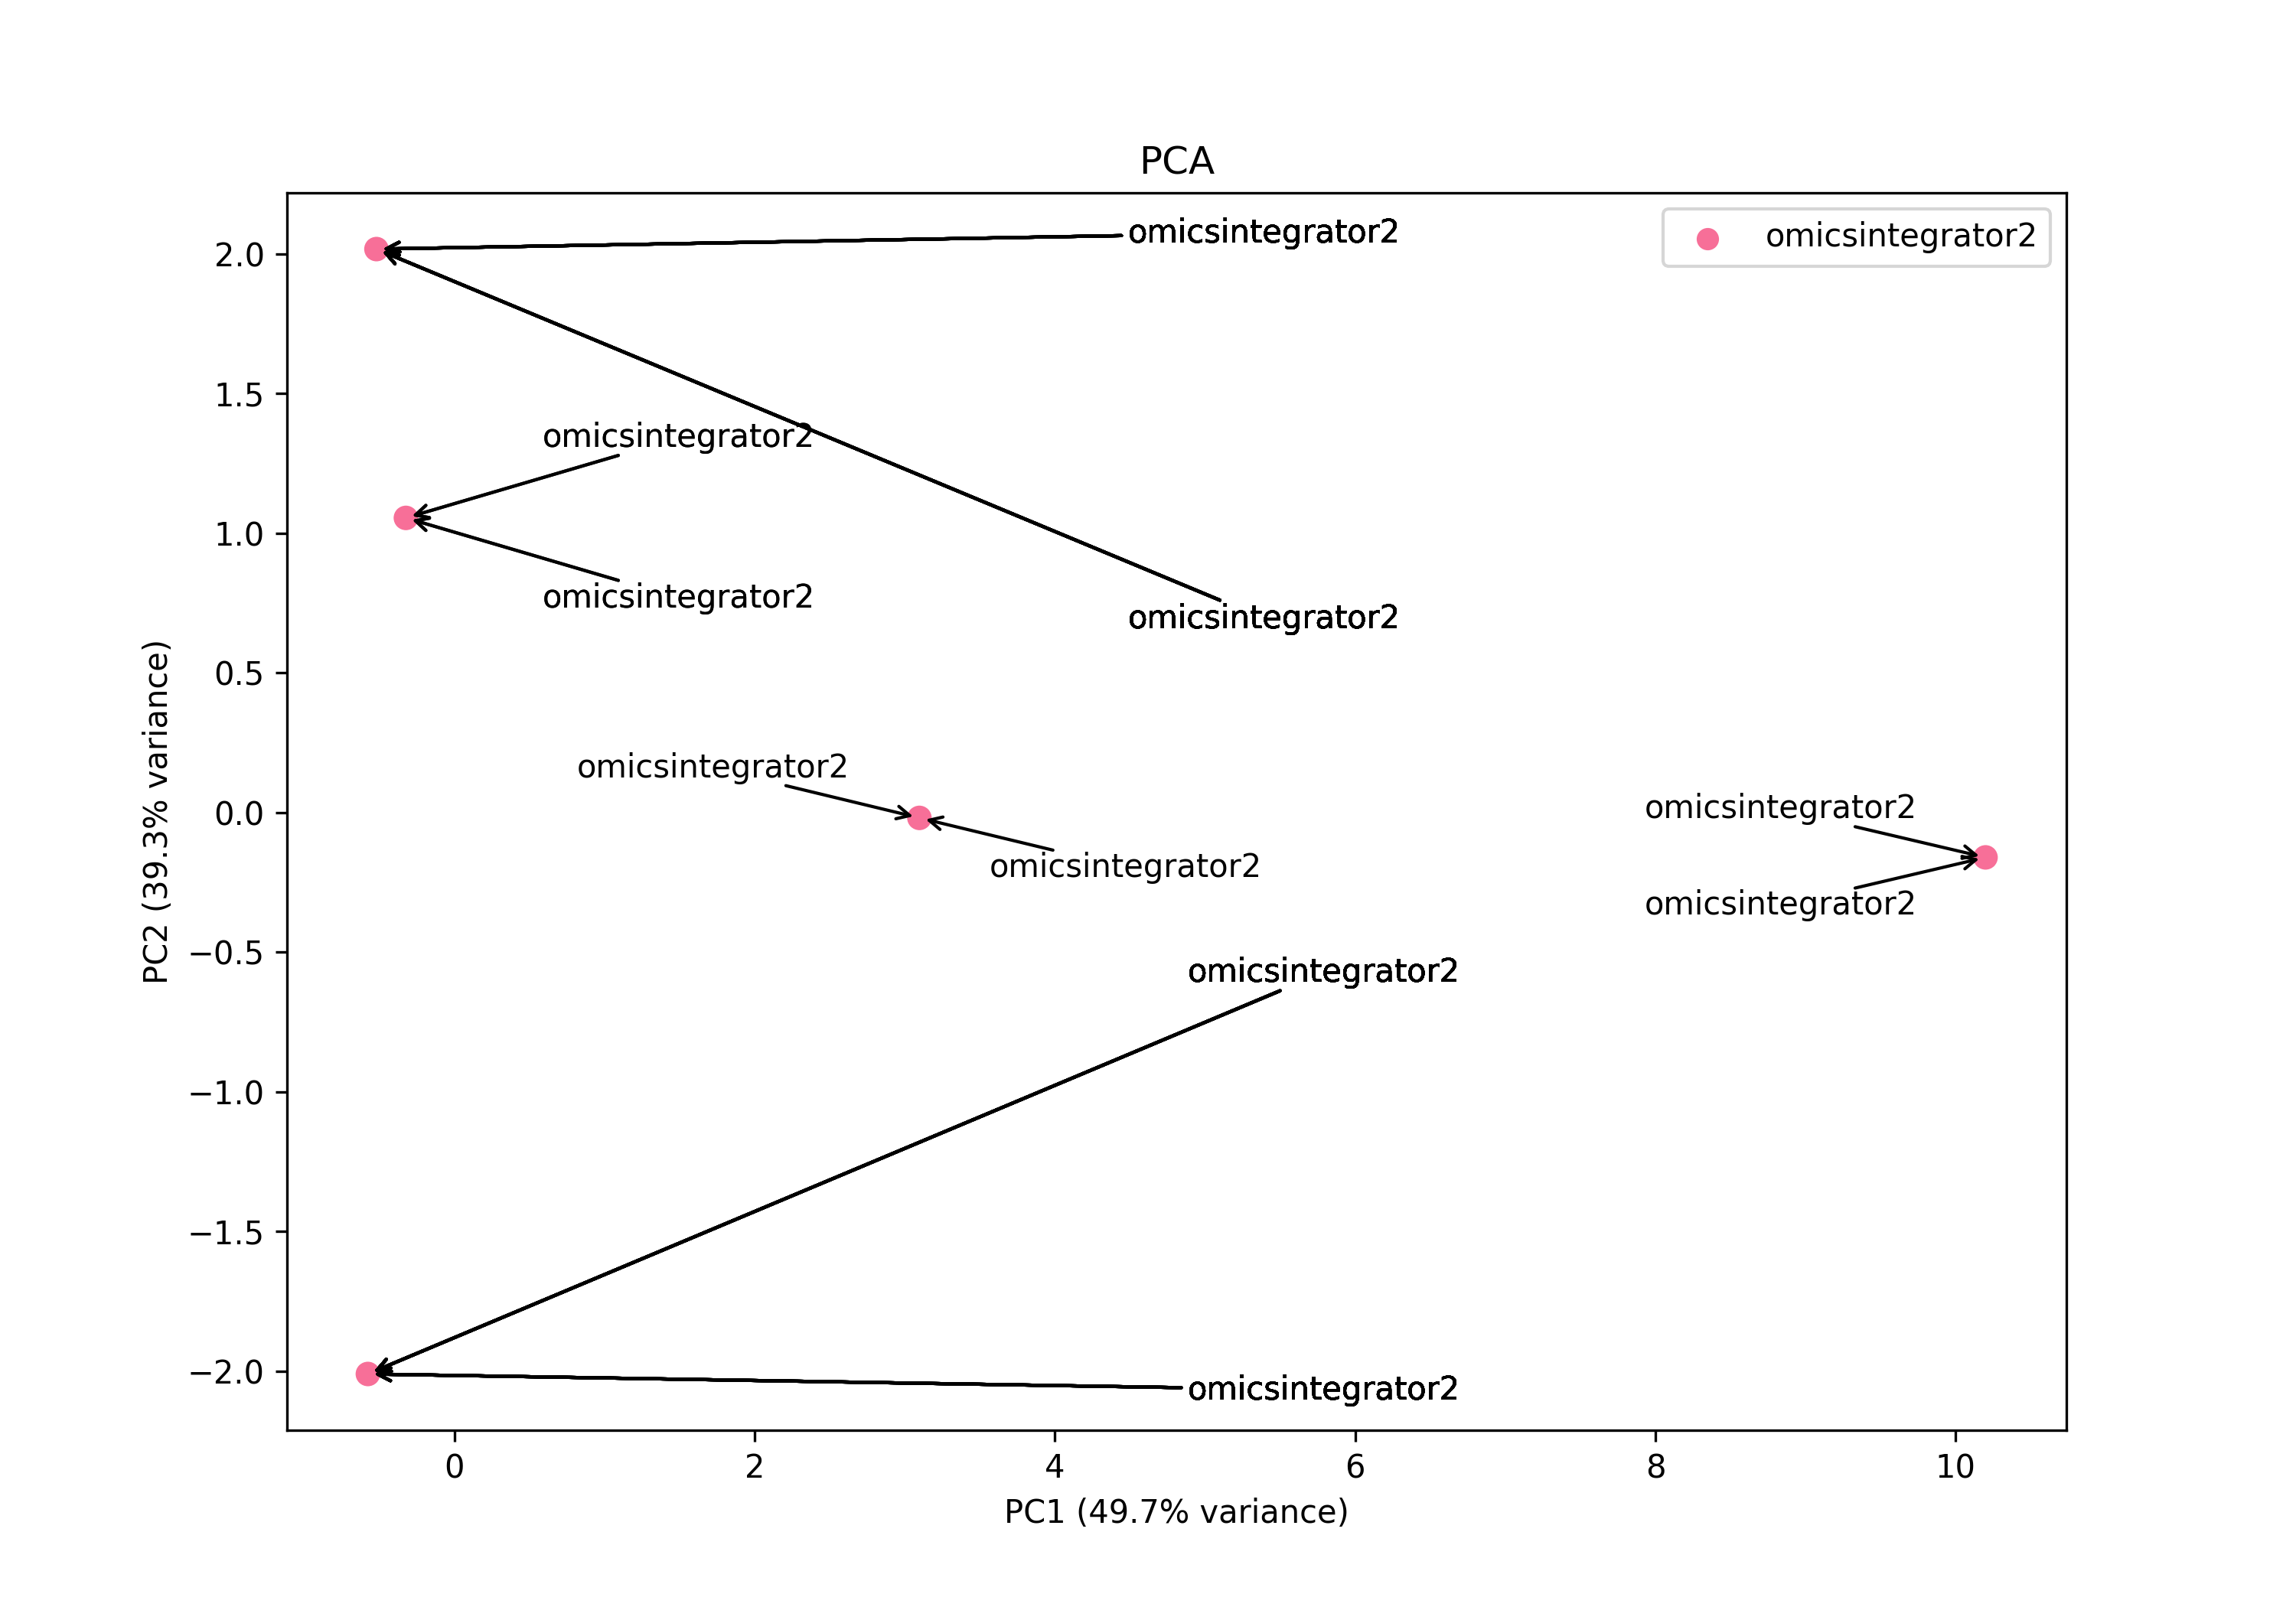 PCA
omicsintegrator2
omicsintegrator2
omicsintegrator2
omicsintegrator2
omicsintegrator2
omicsintegrator2
omicsintegrator2
omicsintegrator2
omicsintegrator2
omicsintegrator2
omicsintegrator2
2.0
1.5
1.0
0.5
0.0
−0.5
−1.0
−1.5
−2.0
PC2 (39.3% variance)
0 2 4 6 8 10
PC1 (49.7% variance)